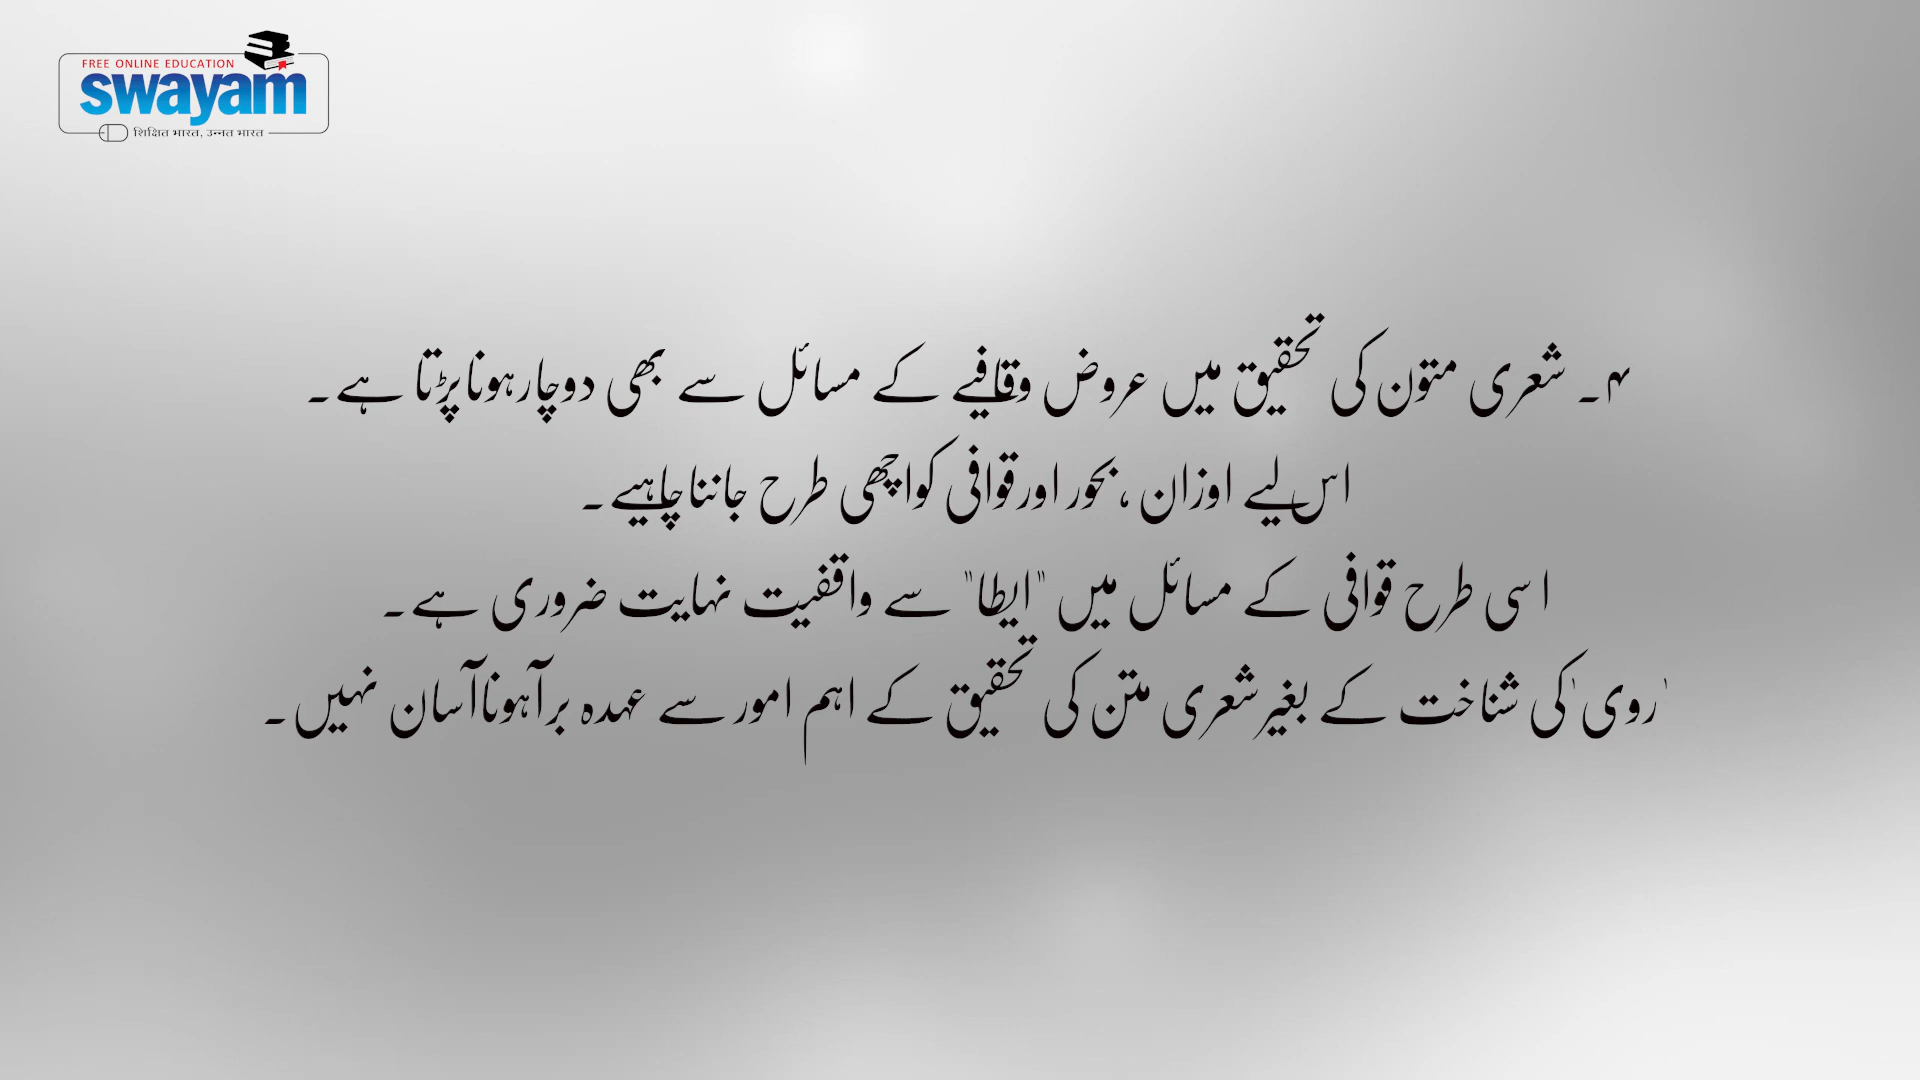 FREE ONLINE EDUCATION
swayam
शिक्षित भारत, उन्नत भारत
۴۔ شعری متون کی تحقیق میں عروض وقافیے کے مسائل سے بھی دوچار ہونا پڑتا ہے۔
اس لیے اوزان ، بحور اور قوافی کو اچھی طرح جاننا چاہیے۔
اسی طرح قوافی کے مسائل میں "ایطا" سے واقفیت نہایت ضروری ہے۔
'روی' کی شناخت کے بغیر شعری متن کی تحقیق کے اہم امور سے عہدہ برآ ہونا آسان نہیں۔